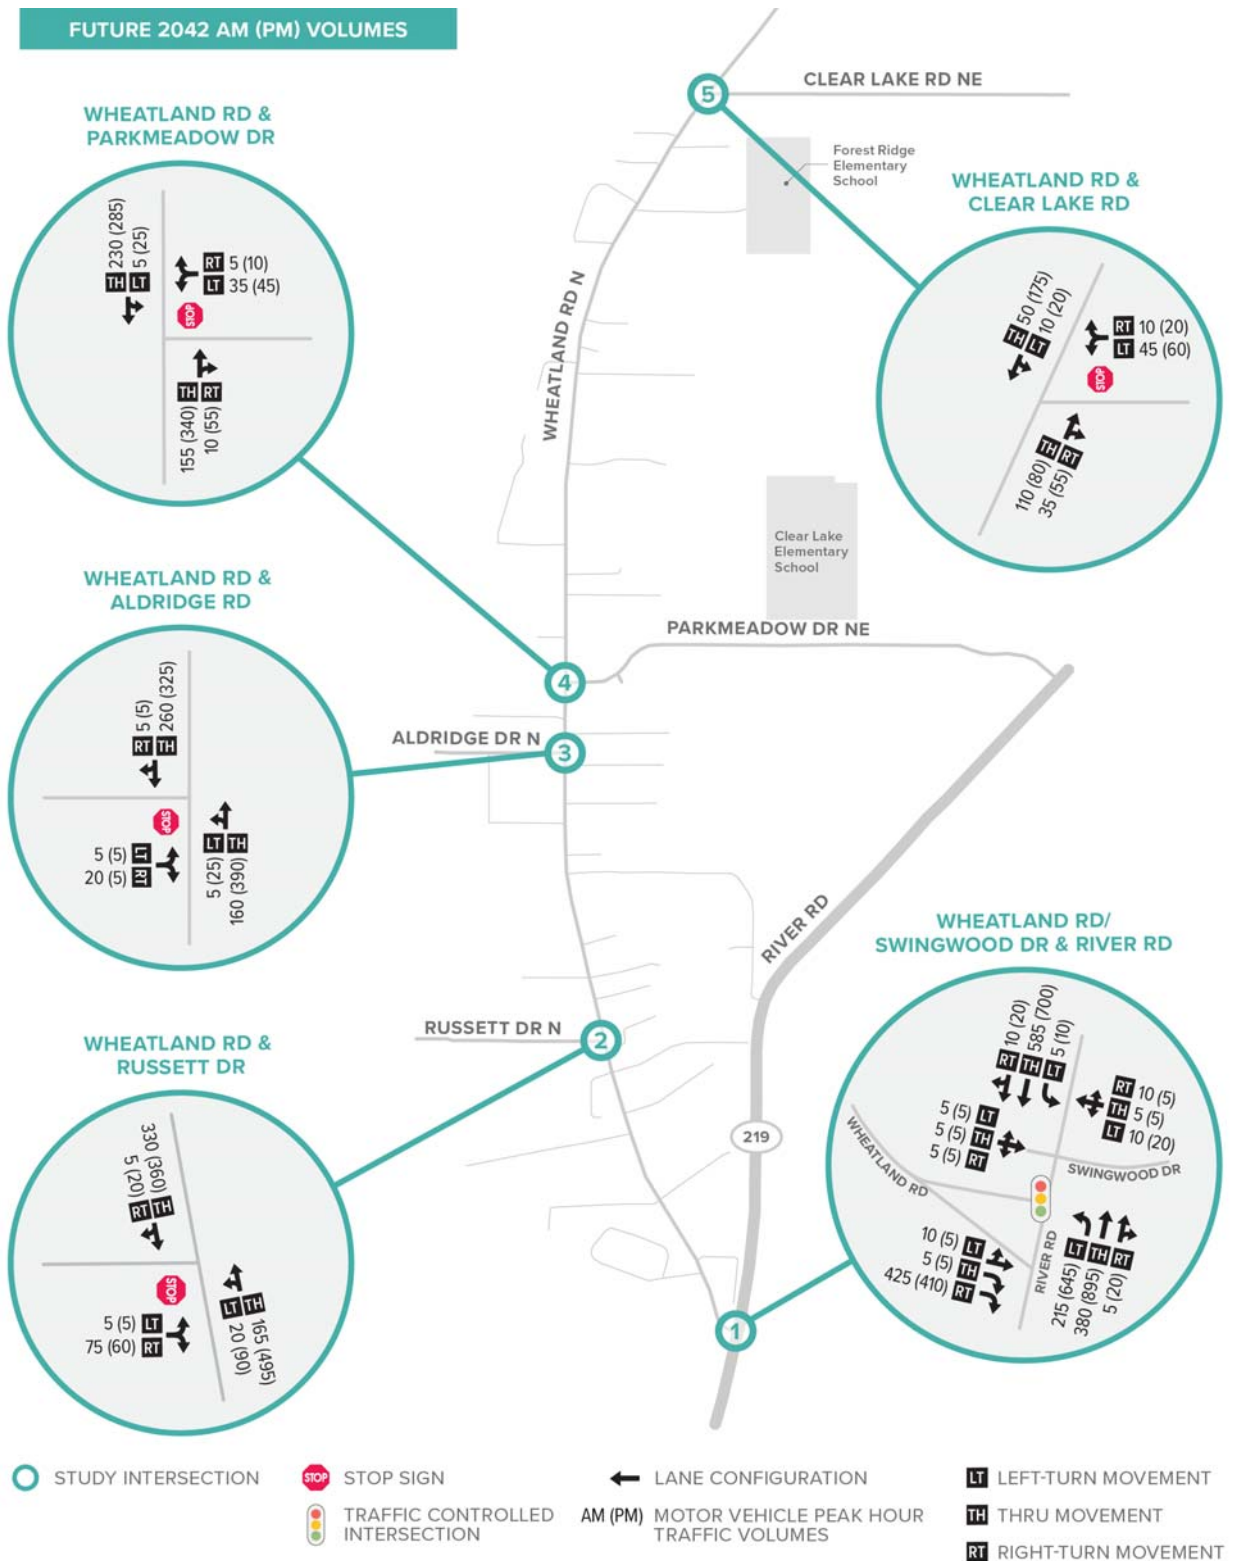 FUTURE 2042 AM (PM) VOLUMES
CLEAR LAKE RD NE
5
WHEATLAND RD &
PARKMEADOW DR
230 (285)
5 (25)
TH LT
RT 5 (10)
LT 35 (45)
STOP
TH RT
155 (340)
10 (55)
Forest Ridge
Elementary
School
WHEATLAND RD &
CLEAR LAKE RD
50 (175)
10 (20)
TH LT
RT 10 (20)
LT 45 (60)
STOP
TH RT
110 (80)
35 (55)
WHEATLAND RD N
Clear Lake
Elementary
School
PARKMEADOW DR NE
4
WHEATLAND RD &
ALDRIDGE RD
5 (5)
260 (325)
RT TH
STOP
5 (5) LT
20 (5) RT
LT TH
5 (25)
160 (390)
ALDRIDGE DR N
3
RIVER RD
RUSSETT DR N
2
219
1
WHEATLAND RD &
RUSSETT DR
330 (360)
5 (20)
RT TH
STOP
5 (5) LT
75 (60) RT
LT TH
165 (495)
20 (90)
WHEATLAND RD/
SWINGWOOD DR & RIVER RD
10 (20)
585 (700)
5 (10)
RT TH LT
RT 10 (5)
TH 5 (5)
LT 10 (20)
5 (5) LT
5 (5) TH
5 (5) RT
WHEATLAND RD
SWINGWOOD DR
10 (5) LT
5 (5) TH
425 (410) RT
RIVER RD
LT TH RT
215 (645)
380 (895)
5 (20)
STUDY INTERSECTION
STOP STOP SIGN
LANE CONFIGURATION
LT LEFT-TURN MOVEMENT
TRAFFIC CONTROLLED
INTERSECTION
AM (PM) MOTOR VEHICLE PEAK HOUR
TRAFFIC VOLUMES
TH THRU MOVEMENT
RT RIGHT-TURN MOVEMENT